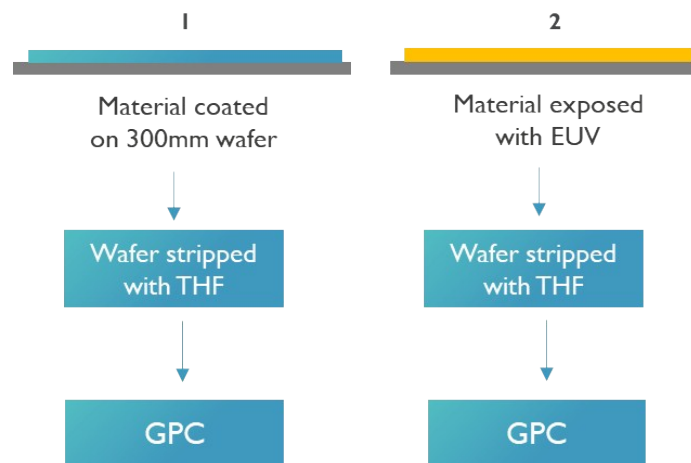 1
Material coated
on 300mm wafer
Wafer stripped
with THF
GPC
2
Material exposed
with EUV
Wafer stripped
with THF
GPC